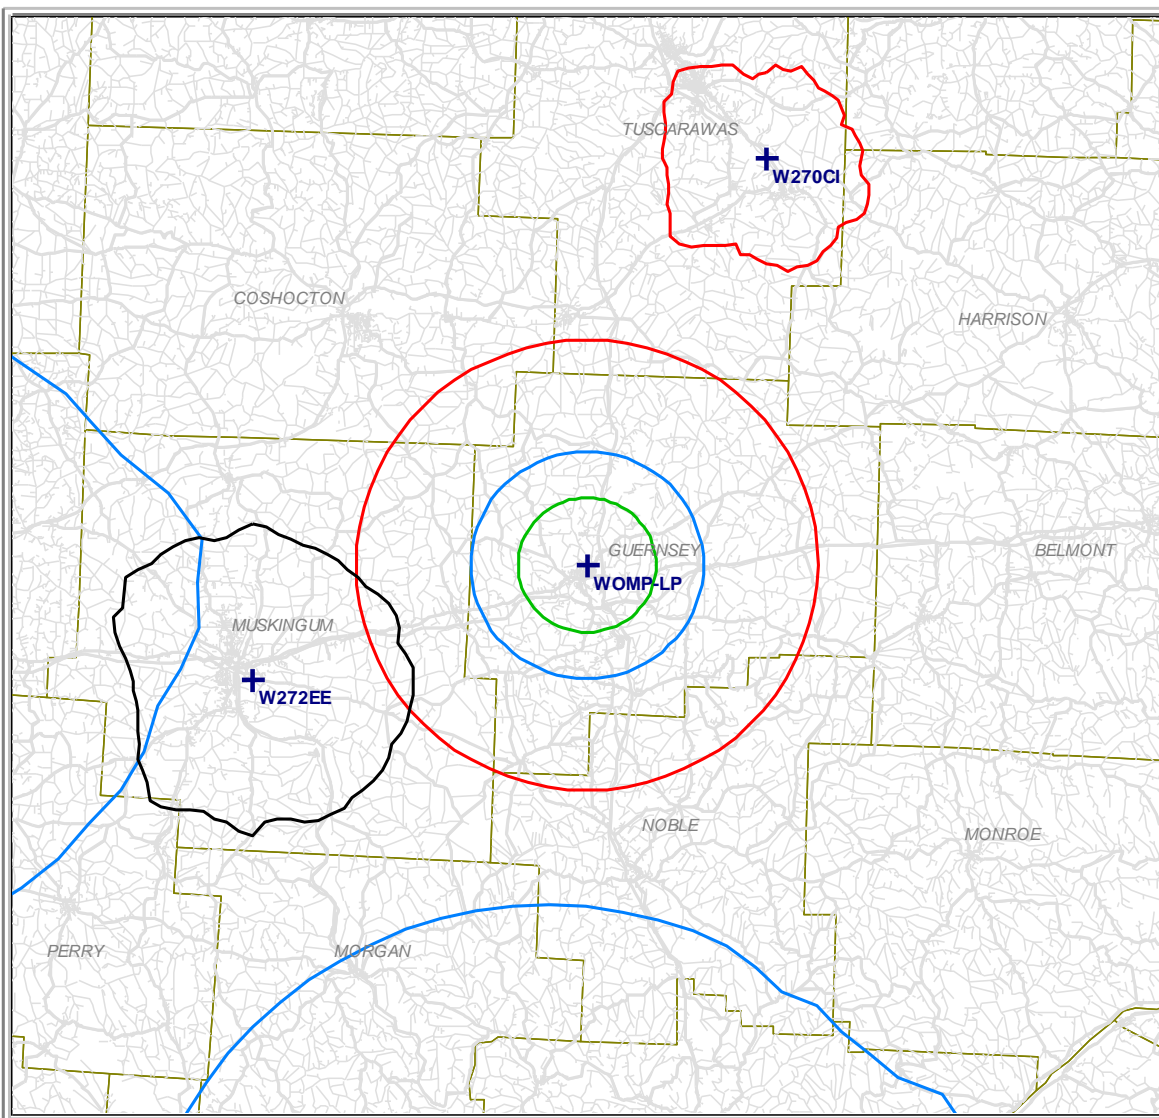 TUSCARAWAS
W270CI
COSHOCTON
HARRISON
GUERNSEY
BELMONT
WOMP-LP
MUSKINGUM
W272EE
NOBLE
MONROE
PERRY
MORGAN